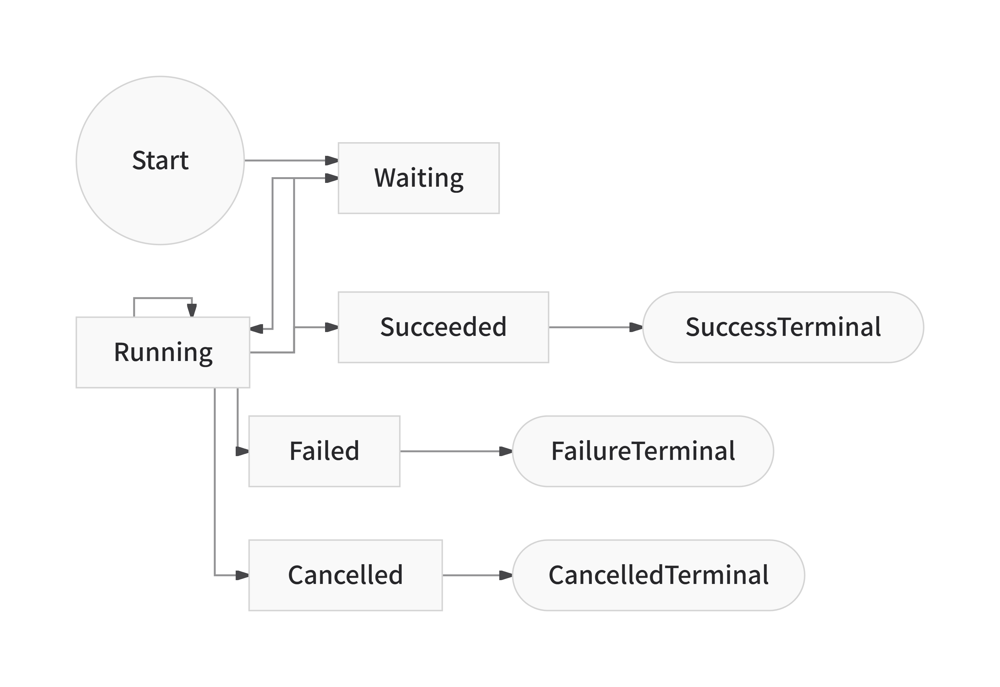 Start
Waiting
Running
Succeeded
SuccessTerminal
Failed
FailureTerminal
Cancelled
CancelledTerminal